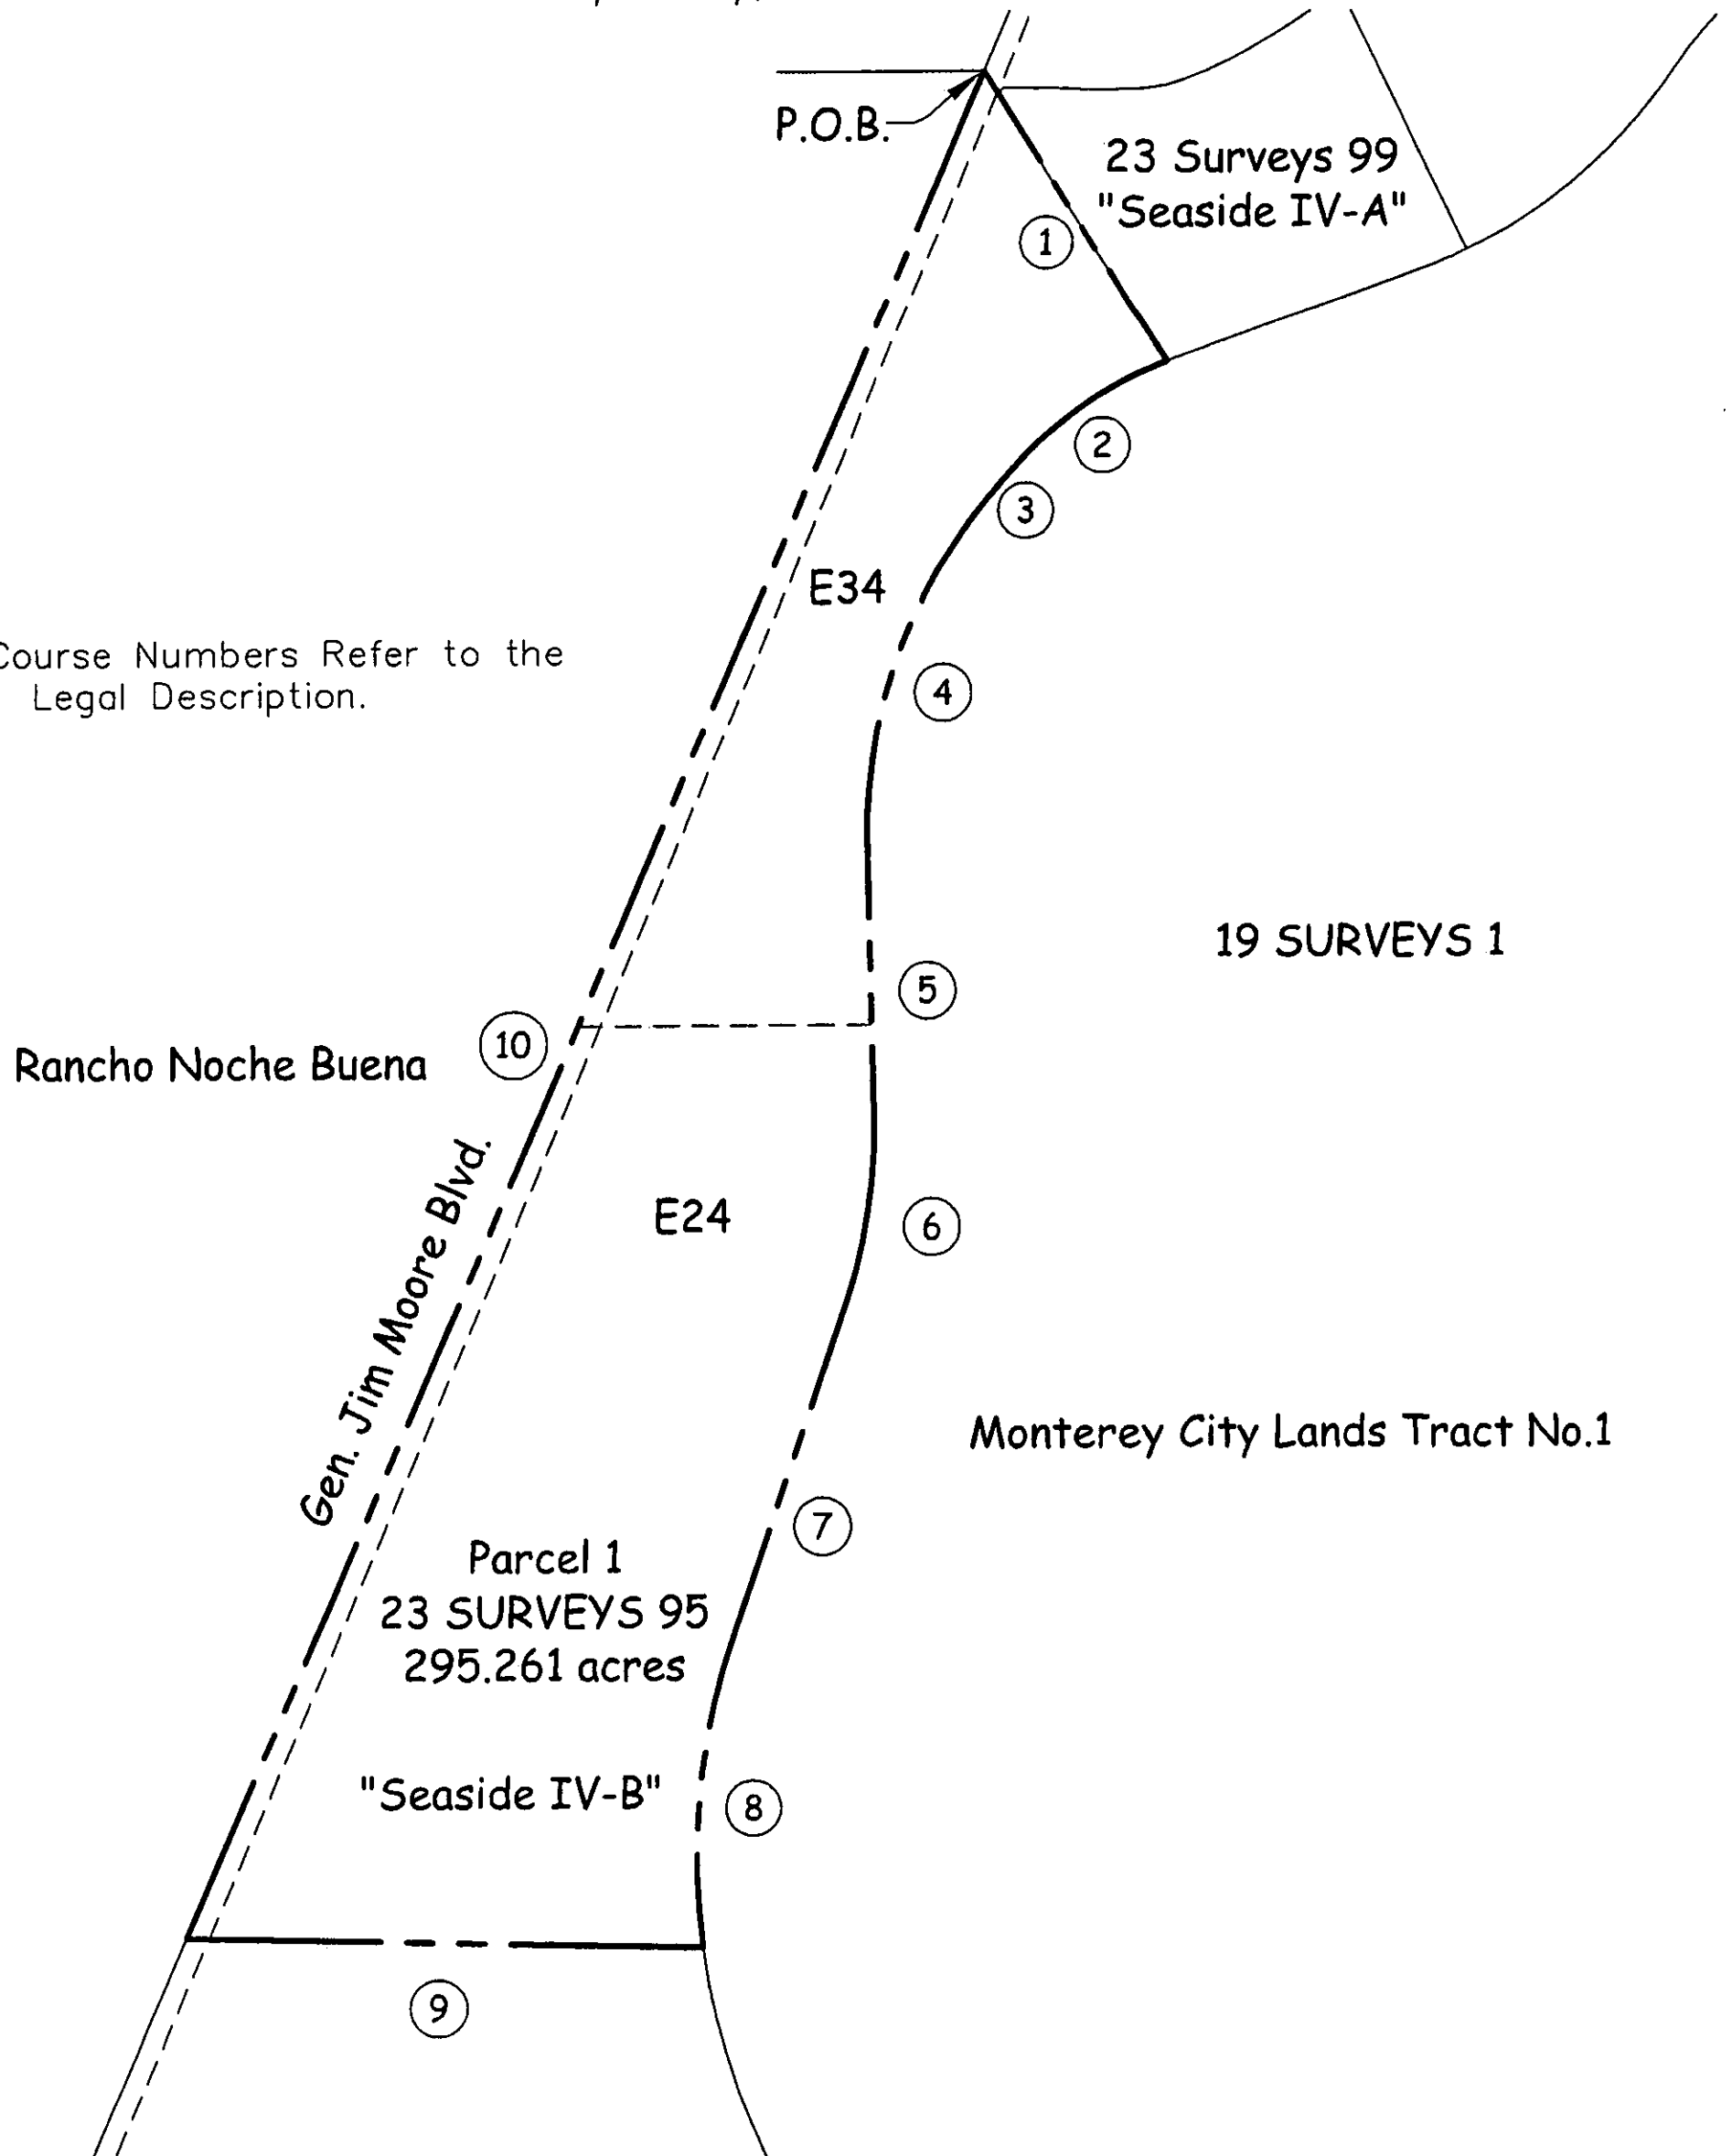 P.O.B.
23 Surveys 99
"Seaside IV-A"
1
2
3
E34
Course Numbers Refer to the
Legal Description.
4
19 SURVEYS 1
5
10
Rancho Noche Buena
Gen. Jim Moore Blvd.
E24
6
Monterey City Lands Tract No.1
7
Parcel 1
23 SURVEYS 95
295.261 acres
"Seaside IV-B"
8
9